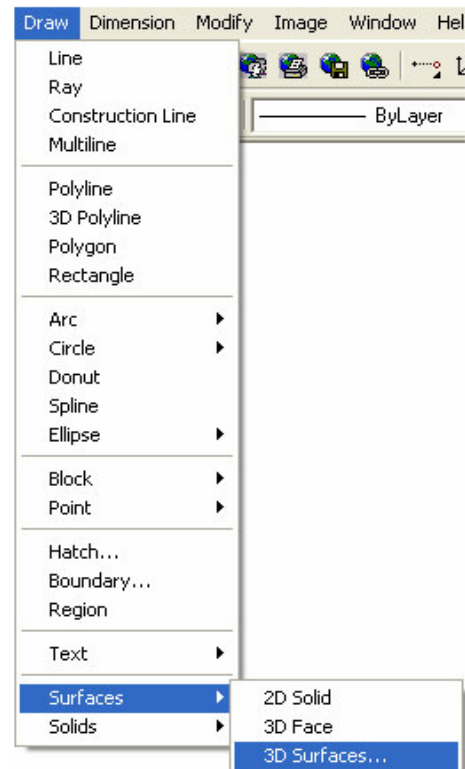 Draw Dimension Modify Image Window Hel
Line
Ray
Construction Line
ByLayer
Multiline
Polyline
3D Polyline
Polygon
Rectangle
Arc
Circle
Donut
Spline
Ellipse
Block
Point
Hatch...
Boundary...
Region
Text
Surfaces
2D Solid
Solids
3D Face
3D Surfaces...